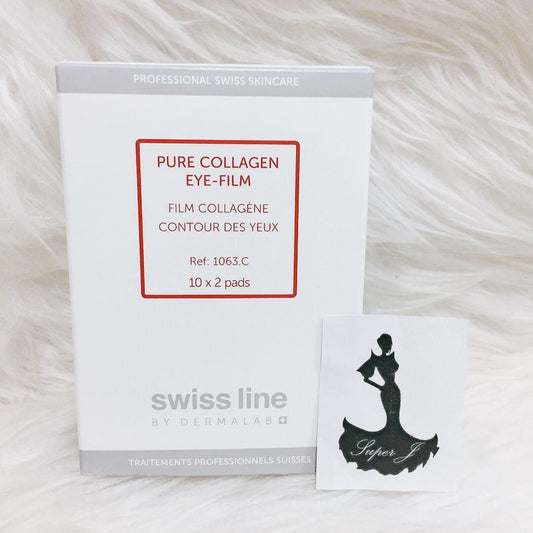 PROFESSIONAL SWISS SKINCARE
PURE COLLAGEN
EYE-FILM
FILM COLLAGÈNE
CONTOUR DES YEUX
Ref: 1063.C
10 x 2 pads
swiss line
BY DERMALAB
TRAITEMENTS PROFESSIONNELS SUISSES
Super J